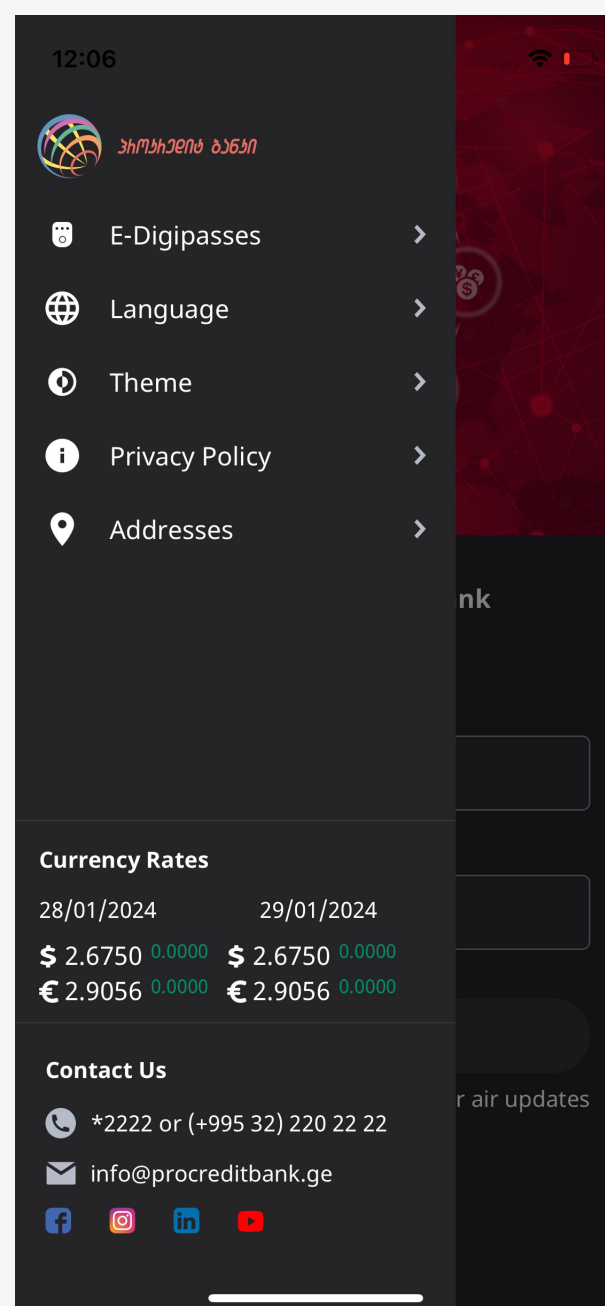 12:06
პროკრედიტ ბანკი
E-Digipasses
Language
Theme
Privacy Policy
Addresses
nk
Currency Rates
28/01/2024 29/01/2024
$ 2.6750 0.0000 $ 2.6750 0.0000
€ 2.9056 0.0000 € 2.9056 0.0000
Contact Us
r air updates
*2222 or (+995 32) 220 22 22
info@procreditbank.ge